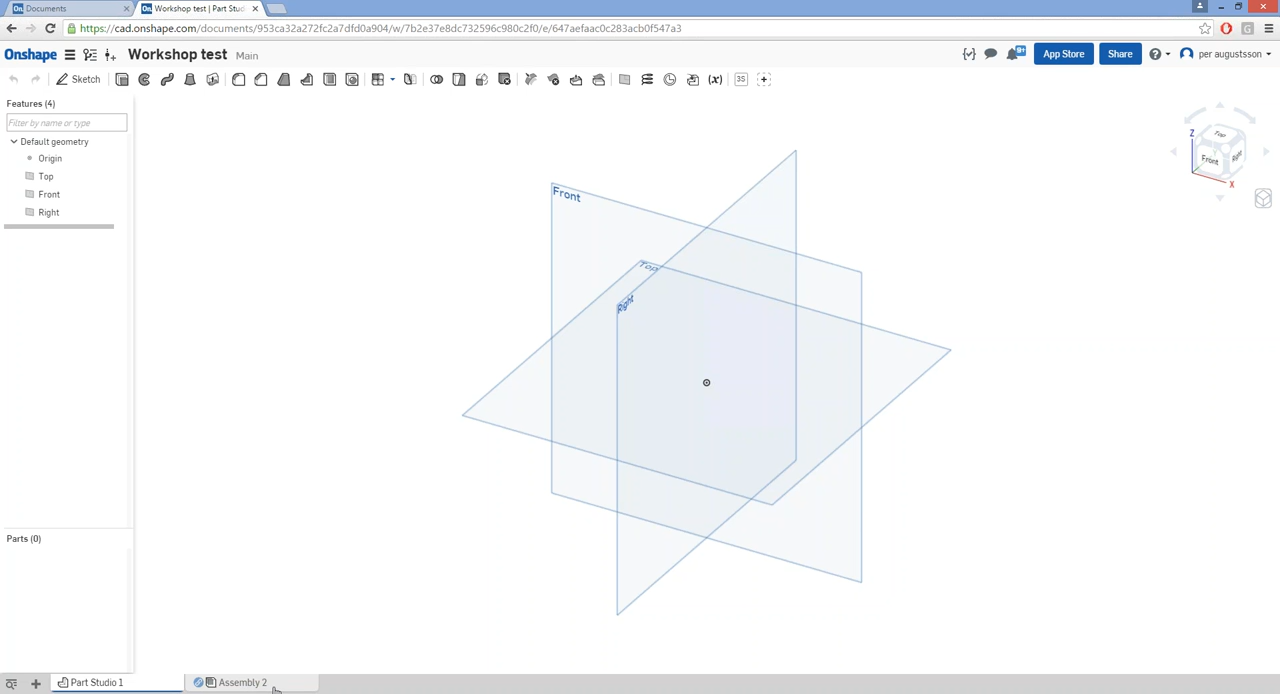 Documents
Workshop test | Part Studi
https://cad.onshape.com/documents/953ca32a272fc2a7dfd0a904/w/7b2e37e8dc732596c980c2f0/e/647aefaac0c283acb0f547a3
Onshape Workshop test Main
9+ App Store Share per augustsson
Sketch
(x)
Features (4)
Filter by name or type
Default geometry
Origin
Top
Front
Right
Front
Top
Right
Z
Top
Front
Right
X
Parts (0)
Part Studio 1
Assembly 2